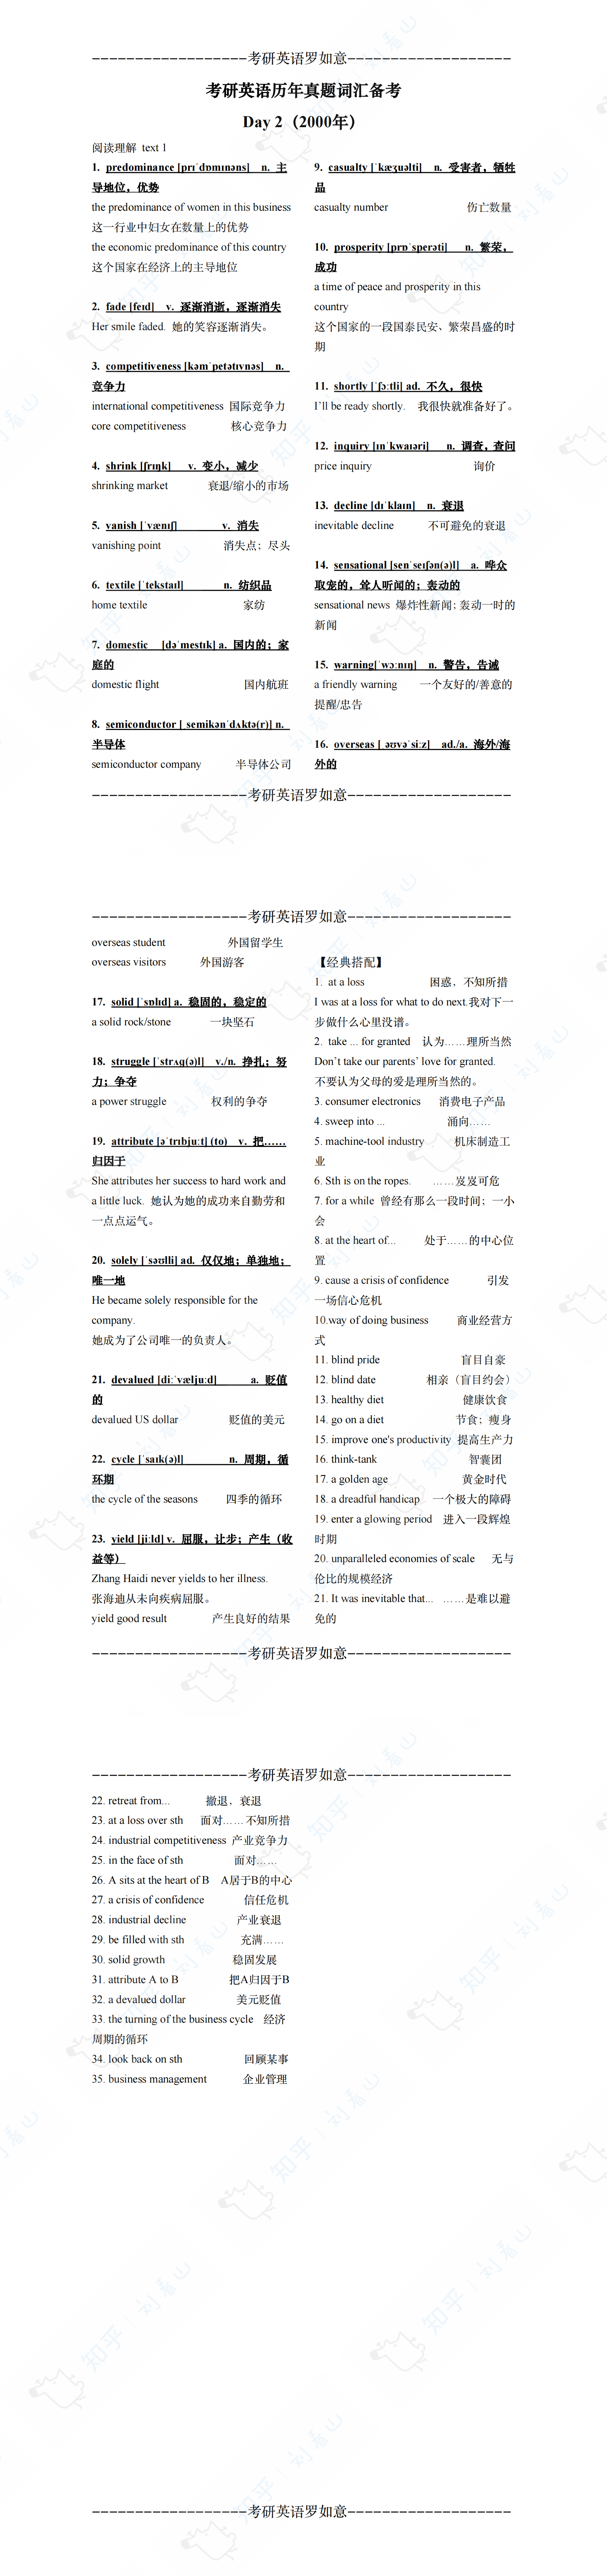 ------------------考研英语罗如意-------------------
考研英语历年真题词汇备考
Day 2（2000年）
阅读理解 text 1
1. predominance [prɪˈdɒmɪnəns] n. 主
导地位，优势
the predominance of women in this business
这一行业中妇女在数量上的优势
the economic predominance of this country
这个国家在经济上的主导地位
2. fade [feɪd] v. 逐渐消逝，逐渐消失
Her smile faded. 她的笑容逐渐消失。
3. competitiveness [kəmˈpetətɪvnəs] n.
竞争力
international competitiveness 国际竞争力
core competitiveness 核心竞争力
4. shrink [ʃrɪŋk] v. 变小，减少
shrinking market 衰退/缩小的市场
5. vanish [ˈvænɪʃ] v. 消失
vanishing point 消失点；尽头
6. textile [ˈtekstaɪl] n. 纺织品
home textile 家纺
7. domestic [dəˈmestɪk] a. 国内的；家
庭的
domestic flight 国内航班
8. semiconductor [ˌsemikənˈdʌktə(r)] n.
半导体
semiconductor company 半导体公司
9. casualty [ˈkæʒuəlti] n. 受害者，牺牲
品
casualty number 伤亡数量
10. prosperity [prɒˈsperəti] n. 繁荣，
成功
a time of peace and prosperity in this
country
这个国家的一段国泰民安、繁荣昌盛的时
期
11. shortly [ˈʃɔːtli] ad. 不久，很快
I’ll be ready shortly. 我很快就准备好了。
12. inquiry [ɪnˈkwaɪəri] n. 调查，查问
price inquiry 询价
13. decline [dɪˈklaɪn] n. 衰退
inevitable decline 不可避免的衰退
14. sensational [senˈseɪʃən(ə)l] a. 哗众
取宠的，耸人听闻的；轰动的
sensational news 爆炸性新闻；轰动一时的
新闻
15. warning[ˈwɔːnɪŋ] n. 警告，告诫
a friendly warning 一个友好的/善意的
提醒/忠告
16. overseas [ˌəʊvəˈsiːz] ad./a. 海外/海
外的
------------------考研英语罗如意-------------------
------------------考研英语罗如意-------------------
overseas student 外国留学生
overseas visitors 外国游客
17. solid [ˈsɒlɪd] a. 稳固的，稳定的
a solid rock/stone 一块坚石
18. struggle [ˈstrʌɡ(ə)l] v./n. 挣扎；努
力；争夺
a power struggle 权利的争夺
19. attribute [əˈtrɪbjuːt] (to) v. 把……
归因于
She attributes her success to hard work and
a little luck. 她认为她的成功来自勤劳和
一点点运气。
20. solely [ˈsəʊlli] ad. 仅仅地；单独地；
唯一地
He became solely responsible for the
company.
她成为了公司唯一的负责人。
21. devalued [diːˈvæljuːd] a. 贬值
的
devalued US dollar 贬值的美元
22. cycle [ˈsaɪk(ə)l] n. 周期，循
环期
the cycle of the seasons 四季的循环
23. yield [jiːld] v. 屈服，让步；产生（收
益等）
Zhang Haidi never yields to her illness.
张海迪从未向疾病屈服。
yield good result 产生良好的结果
【经典搭配】
1. at a loss 困惑、不知所措
I was at a loss for what to do next.我对下一
步做什么心里没谱。
2. take ... for granted 认为……理所当然
Don’t take our parents’ love for granted.
不要认为父母的爱是理所当然的。
3. consumer electronics 消费电子产品
4. sweep into ... 涌向……
5. machine-tool industry 机床制造工
业
6. Sth is on the ropes. ……岌岌可危
7. for a while 曾经有那么一段时间；一小
会
8. at the heart of... 处于……的中心位
置
9. cause a crisis of confidence 引发
一场信心危机
10.way of doing business 商业经营方
式
11. blind pride 盲目自豪
12. blind date 相亲（盲目约会）
13. healthy diet 健康饮食
14. go on a diet 节食；瘦身
15. improve one's productivity 提高生产力
16. think-tank 智囊团
17. a golden age 黄金时代
18. a dreadful handicap 一个极大的障碍
19. enter a glowing period 进入一段辉煌
时期
20. unparalleled economies of scale 无与
伦比的规模经济
21. It was inevitable that... ……是难以避
免的
------------------考研英语罗如意-------------------
------------------考研英语罗如意-------------------
22. retreat from... 撤退、衰退
23. at a loss over sth 面对……不知所措
24. industrial competitiveness 产业竞争力
25. in the face of sth 面对……
26. A sits at the heart of B A居于B的中心
27. a crisis of confidence 信任危机
28. industrial decline 产业衰退
29. be filled with sth 充满……
30. solid growth 稳固发展
31. attribute A to B 把A归因于B
32. a devalued dollar 美元贬值
33. the turning of the business cycle 经济
周期的循环
34. look back on sth 回顾某事
35. business management 企业管理
------------------考研英语罗如意-------------------
知乎 | 刘看山